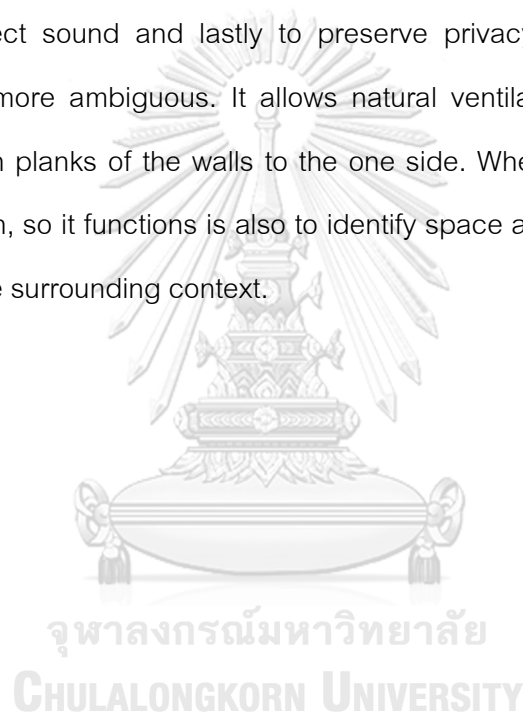 ect sound and lastly to preserve privac
more ambiguous. It allows natural ventila
n planks of the walls to the one side. Whe
n, so it functions is also to identify space a
e surrounding context.
จุฬาลงกรณ์มหาวิทยาลัย
CHULALONGKORN UNIVERSITY